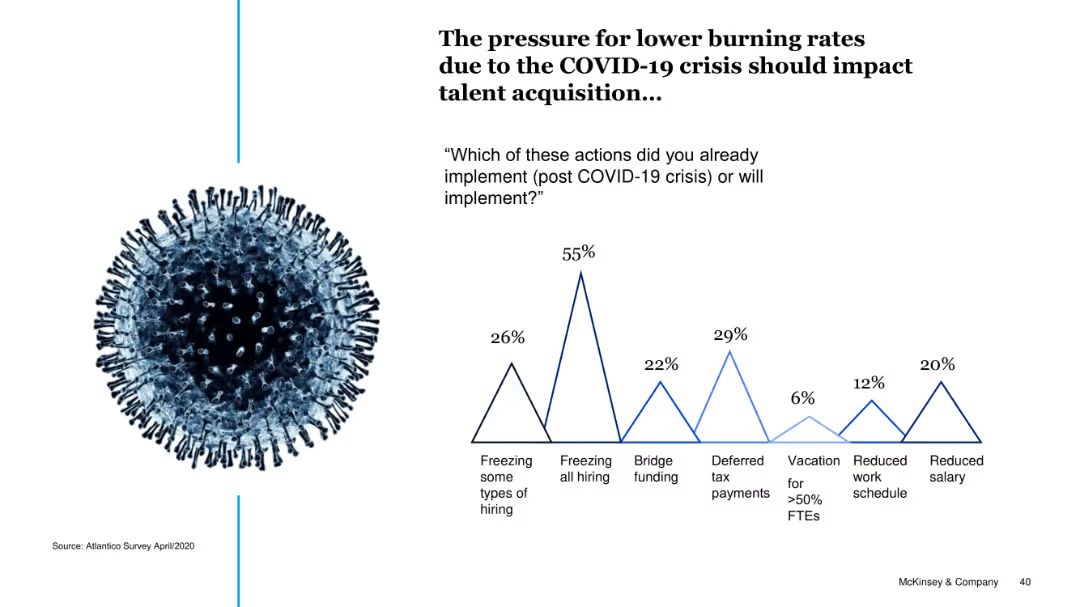 The pressure for lower burning rates
due to the COVID-19 crisis should impact
talent acquisition...
“Which of these actions did you already
implement (post COVID-19 crisis) or will
implement?”
26%
55%
22%
29%
6%
12%
20%
Freezing
some
types of
hiring
Freezing
all hiring
Bridge
funding
Deferred
tax
payments
Vacation
for
>50%
FTEs
Reduced
work
schedule
Reduced
salary
Source: Atlantico Survey April/2020
McKinsey & Company 40